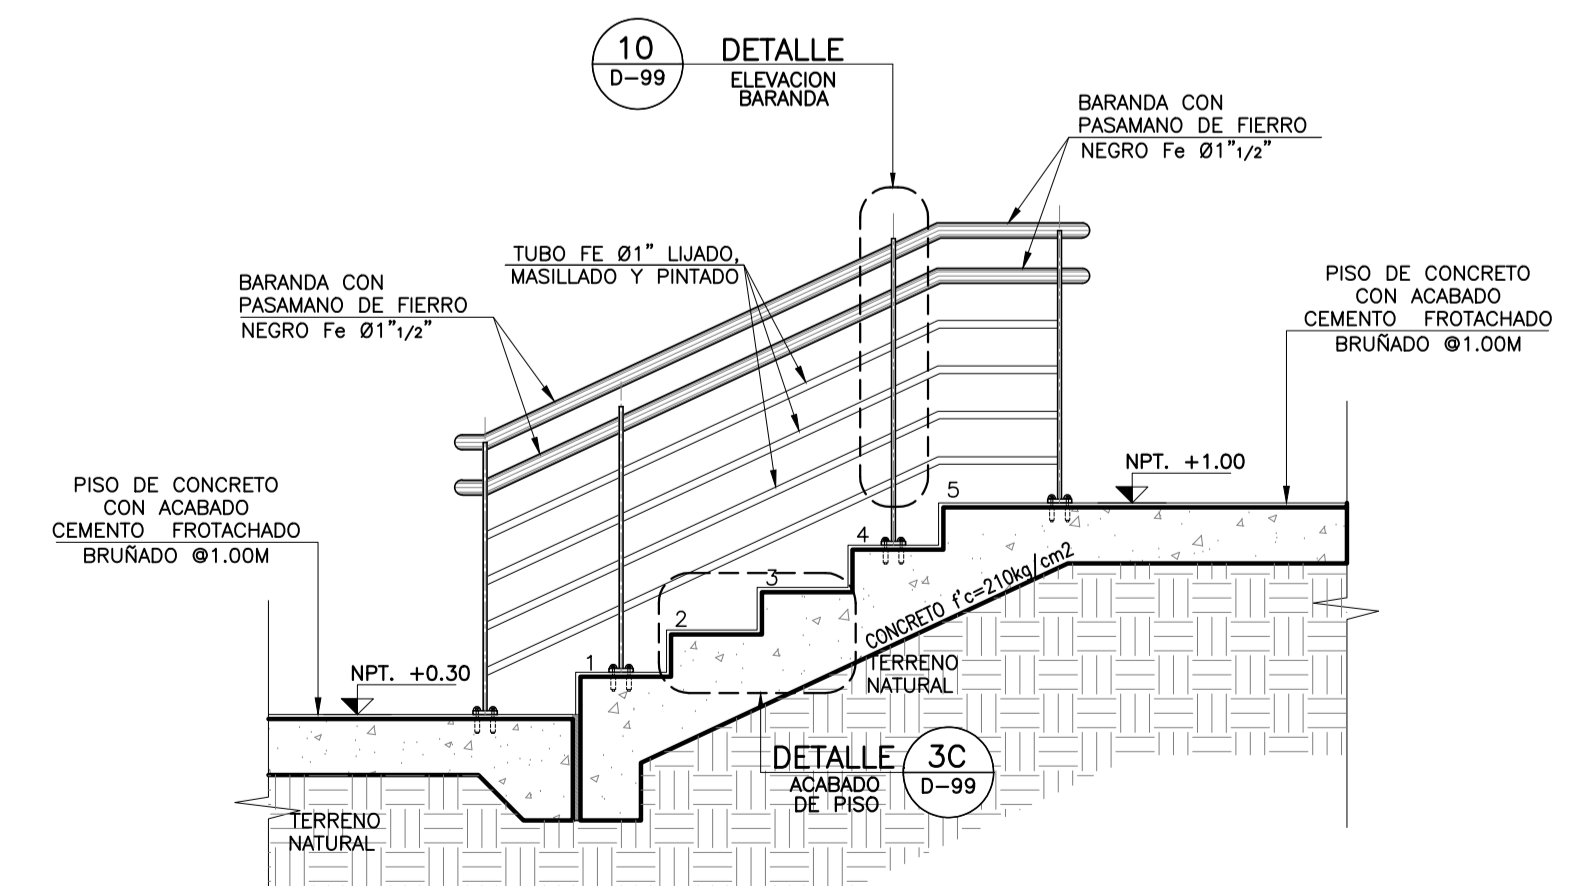 10
D-99
DETALLE
ELEVACION
BARANDA
BARANDA CON
PASAMANO DE FIERRO
NEGRO Fe Ø1"1/2"
TUBO FE Ø1" LIJADO,
MASILLADO Y PINTADO
BARANDA CON
PASAMANO DE FIERRO
NEGRO Fe Ø1"1/2"
PISO DE CONCRETO
CON ACABADO
CEMENTO FROTACHADO
BRUÑADO @1.00M
PISO DE CONCRETO
CON ACABADO
CEMENTO FROTACHADO
BRUÑADO @1.00M
NPT. +1.00
5
4
3
2
1
CONCRETO f'c=210kg/cm2
TERRENO
NATURAL
NPT. +0.30
DETALLE
ACABADO
DE PISO
3C
D-99
TERRENO
NATURAL